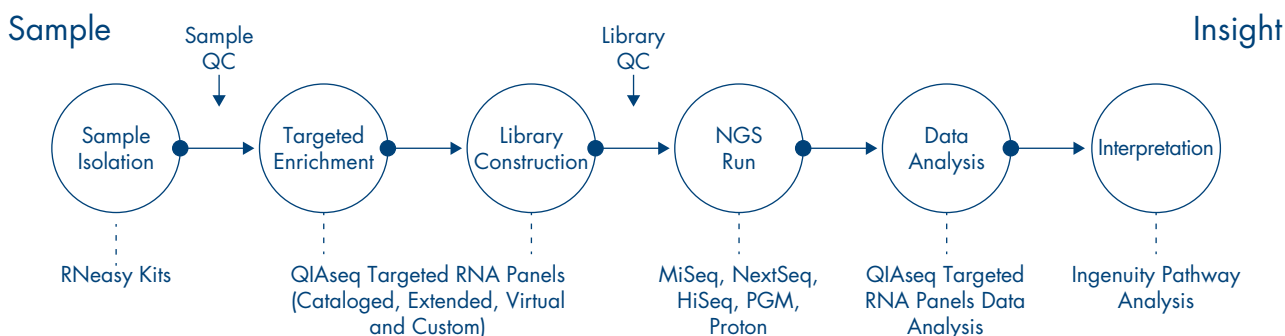 Sample
Sample
QC
Library
QC
Insight
Sample
Isolation
Targeted
Enrichment
Library
Construction
NGS
Run
Data
Analysis
Interpretation
RNeasy Kits
QIAseq Targeted RNA Panels
(Cataloged, Extended, Virtual
and Custom)
MiSeq, NextSeq,
HiSeq, PGM,
Proton
QIAseq Targeted
RNA Panels Data
Analysis
Ingenuity Pathway
Analysis